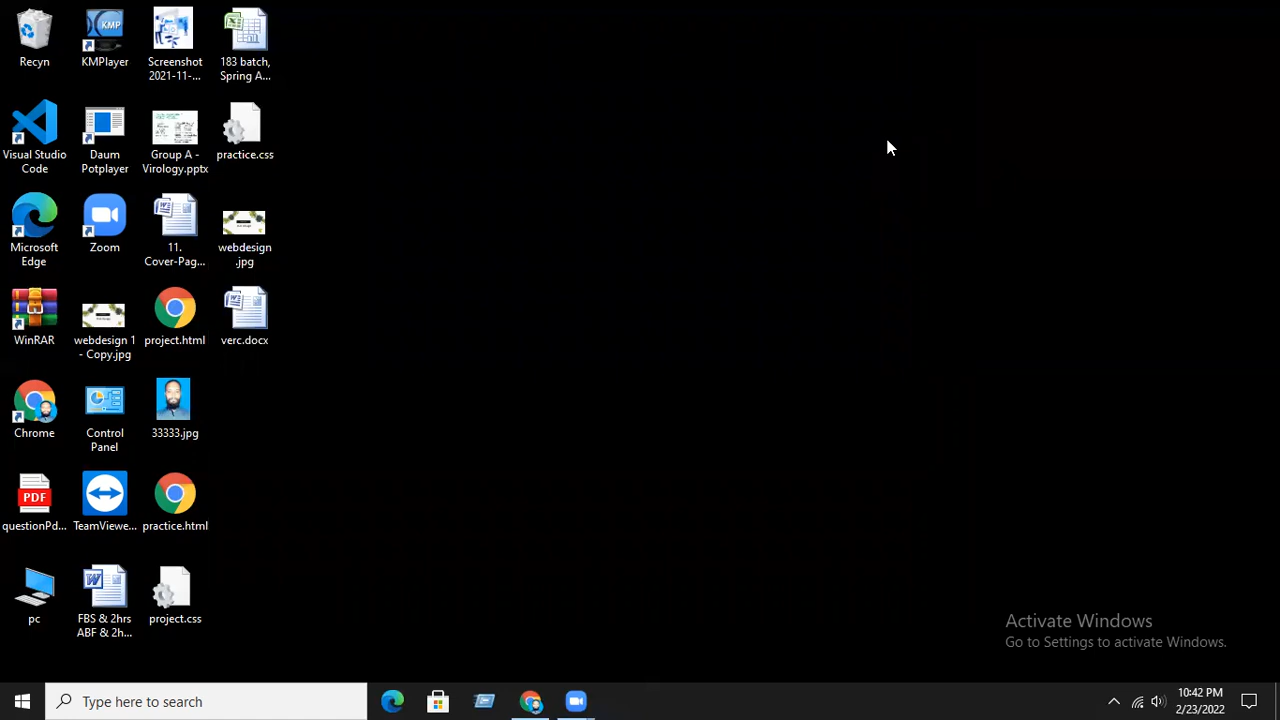 Recyn
KMPlayer
KMP
Screenshot
2021-11-...
183 batch,
Spring A...
Visual Studio
Code
Daum
Potplayer
Group A -
Virology.pptx
practice.css
Microsoft
Edge
Zoom
11.
Cover-Pag...
webdesign
.jpg
WinRAR
webdesign 1
- Copy.jpg
project.html
verc.docx
Chrome
Control
Panel
33333.jpg
PDF
questionPd...
TeamViewe...
practice.html
pc
FBS & 2hrs
ABF & 2h...
project.css
Activate Windows
Go to Settings to activate Windows.
Type here to search
10:42 PM
2/23/2022